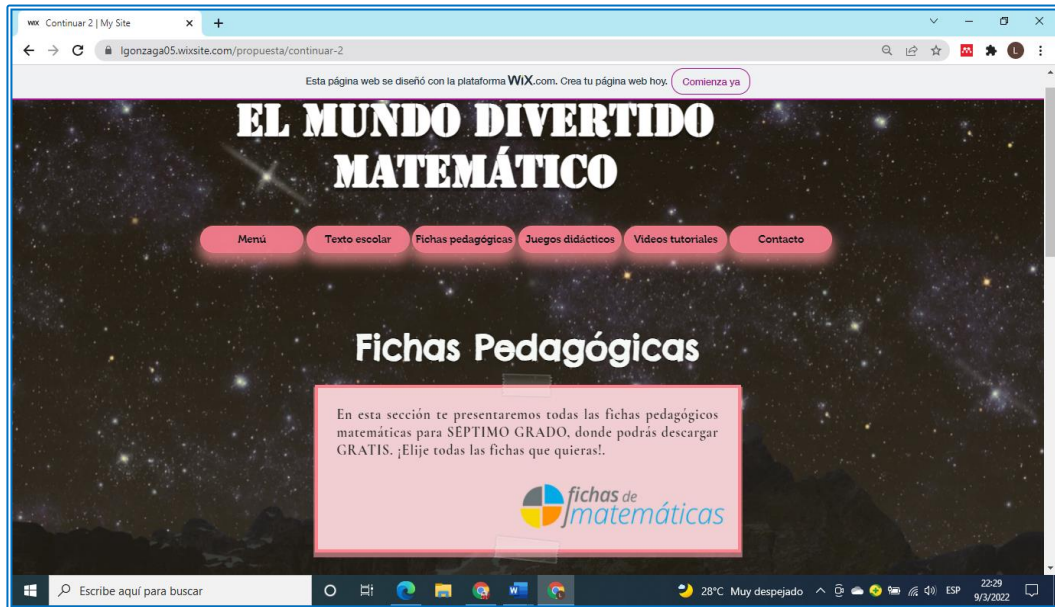 WiX Continuar 2 | My Site
lgonzaga05.wixsite.com/propuesta/continuar-2
L
Esta página web se diseñó con la plataforma WiX.com. Crea tu página web hoy. Comienza ya
EL MUNDO DIVERTIDO
MATEMÁTICO
Menú Texto escolar Fichas pedagógicas Juegos didácticos Videos tutoriales Contacto
Fichas Pedagógicas
En esta sección te presentaremos todas las fichas pedagógicos
matemáticas para SÉPTIMO GRADO, donde podrás descargar
GRATIS. ¡Elije todas las fichas que quieras!.
fichas de
matemáticas
Escribe aquí para buscar
28°C Muy despejado
ESP
22:29
9/3/2022